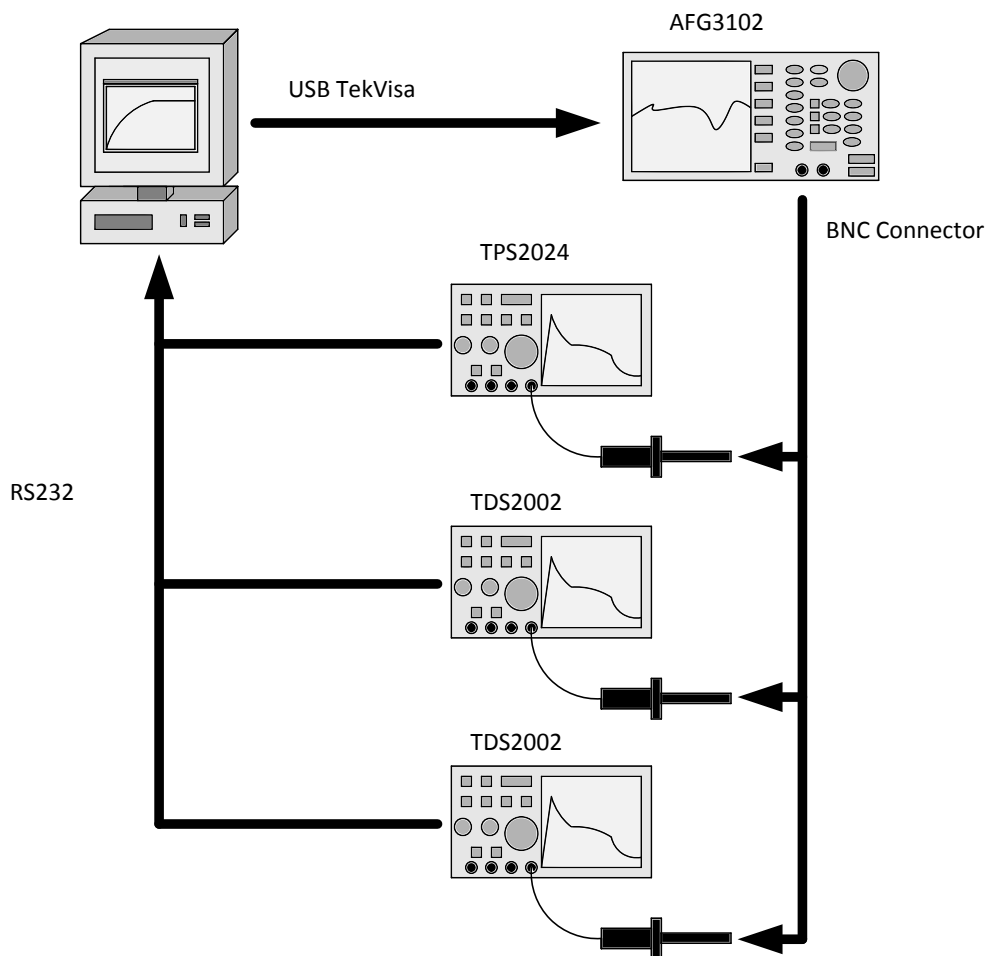 AFG3102
USB TekVisa
BNC Connector
TPS2024
RS232
TDS2002
TDS2002